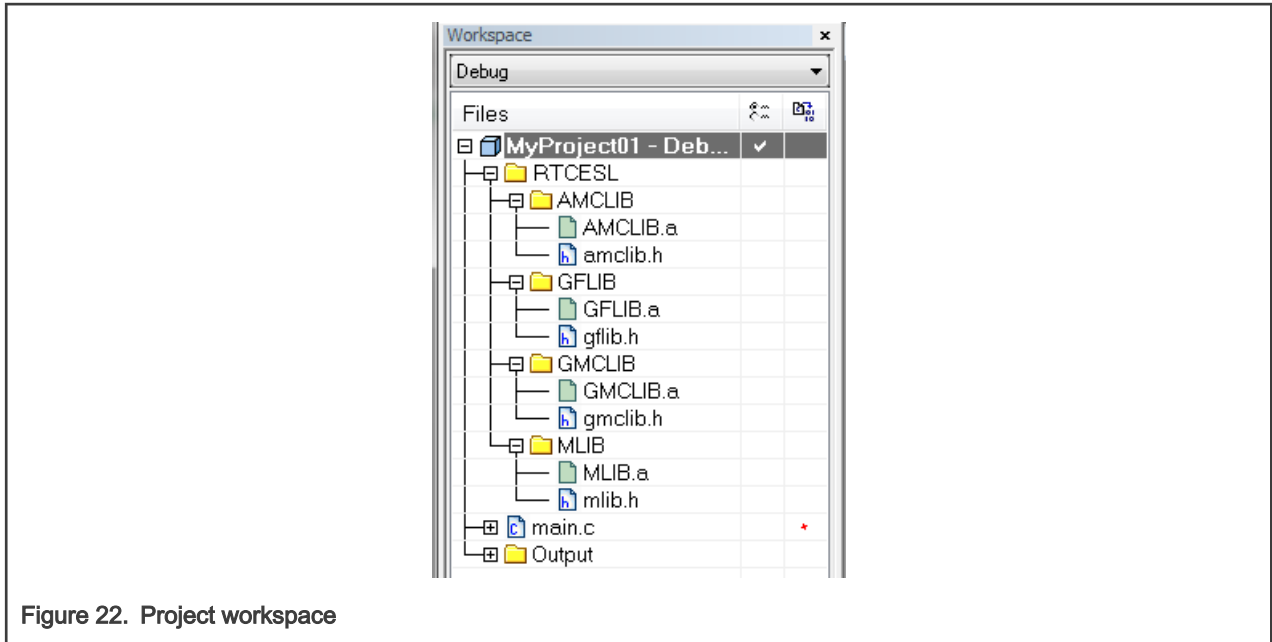 Workspace
Debug
Files
MyProject01 - Deb...
RTCESL
AMCLIB
AMCLIB.a
amclib.h
GFLIB
GFLIB.a
gflib.h
GMCLIB
GMCLIB.a
gmclib.h
MLIB
MLIB.a
mlib.h
main.c
Output
Figure 22. Project workspace